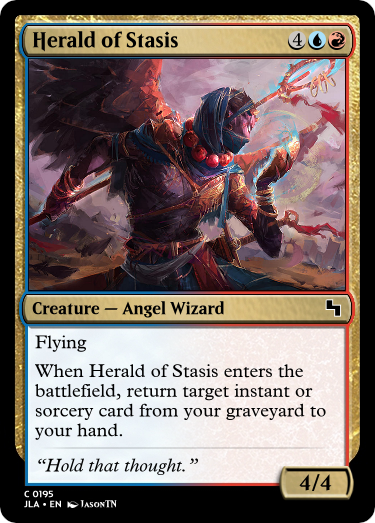 Herald of Stasis 4
Creature — Angel Wizard
Flying
When Herald of Stasis enters the
battlefield, return target instant or
sorcery card from your graveyard to
your hand.
“Hold that thought.”
4/4
C 0195
JLA • EN JASONTN